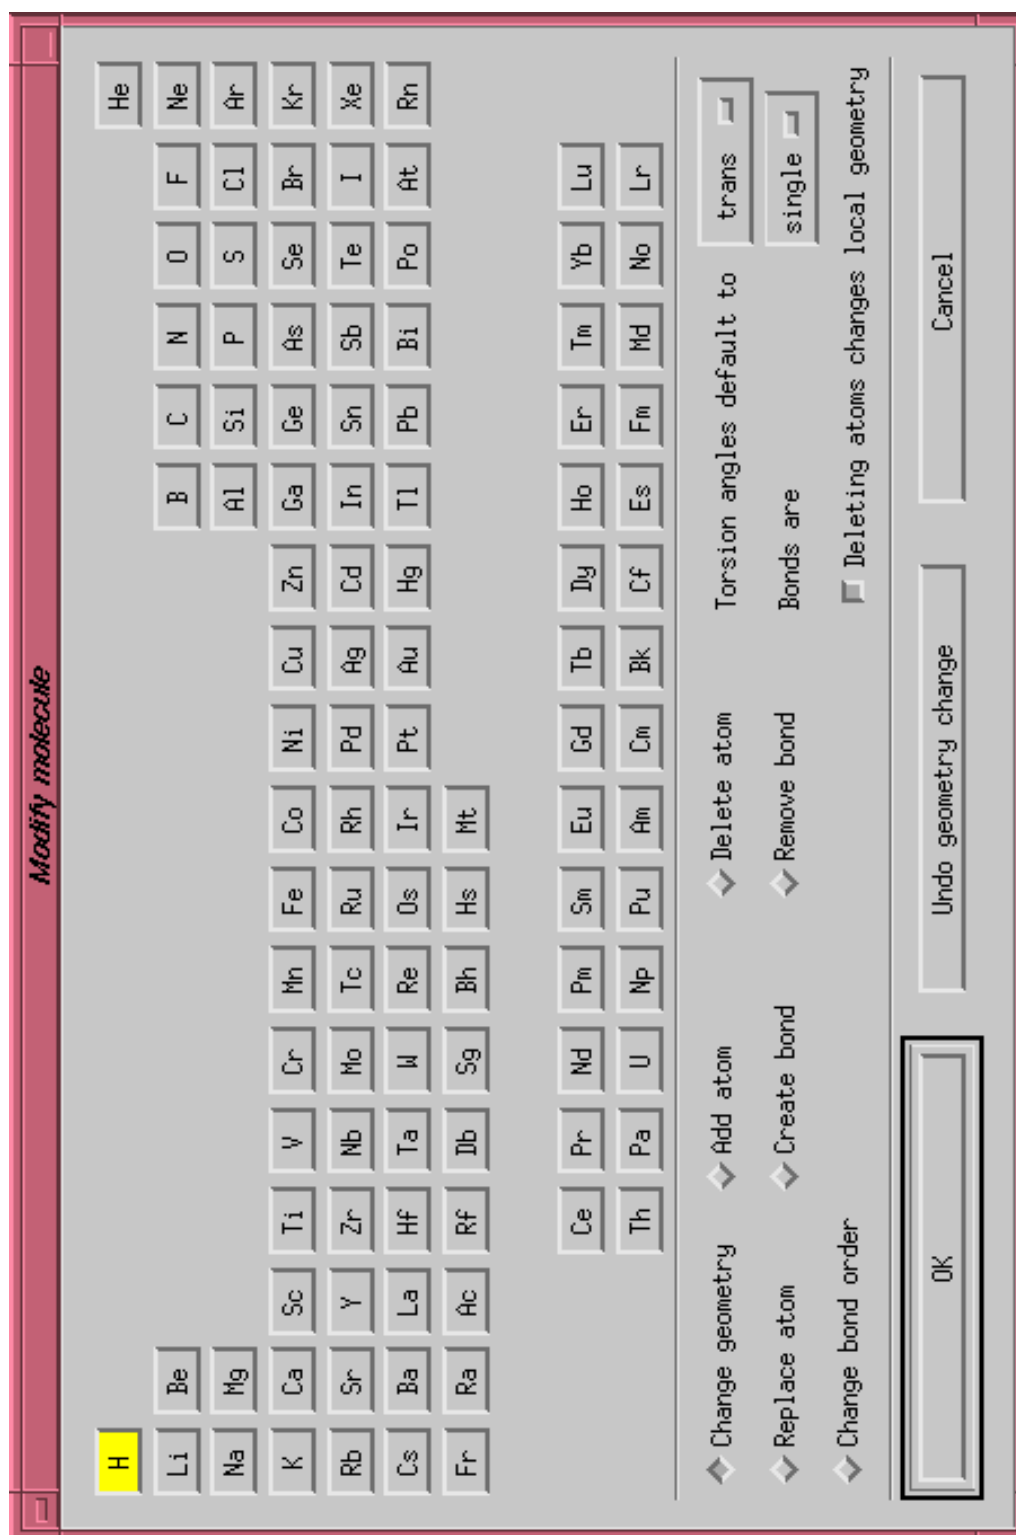 Modify molecule
H He
Li Be B C N O F Ne
Na Mg Al Si P S Cl Ar
K Ca Sc Ti V Cr Mn Fe Co Ni Cu Zn Ga Ge As Se Br Kr
Rb Sr Y Zr Nb Mo Tc Ru Rh Pd Ag Cd In Sn Sb Te I Xe
Cs Ba La Hf Ta W Re Os Ir Pt Au Hg Tl Pb Bi Po At Rn
Fr Ra Ac Rf Db Sg Bh Hs Mt
Ce Pr Nd Pm Sm Eu Gd Tb Dy Ho Er Tm Yb Lu
Th Pa U Np Pu Am Cm Bk Cf Es Fm Md No Lr
Change geometry Add atom Delete atom Torsion angles default to trans
Replace atom Create bond Remove bond Bonds are single
Change bond order Deleting atoms changes local geometry
OK Undo geometry change Cancel